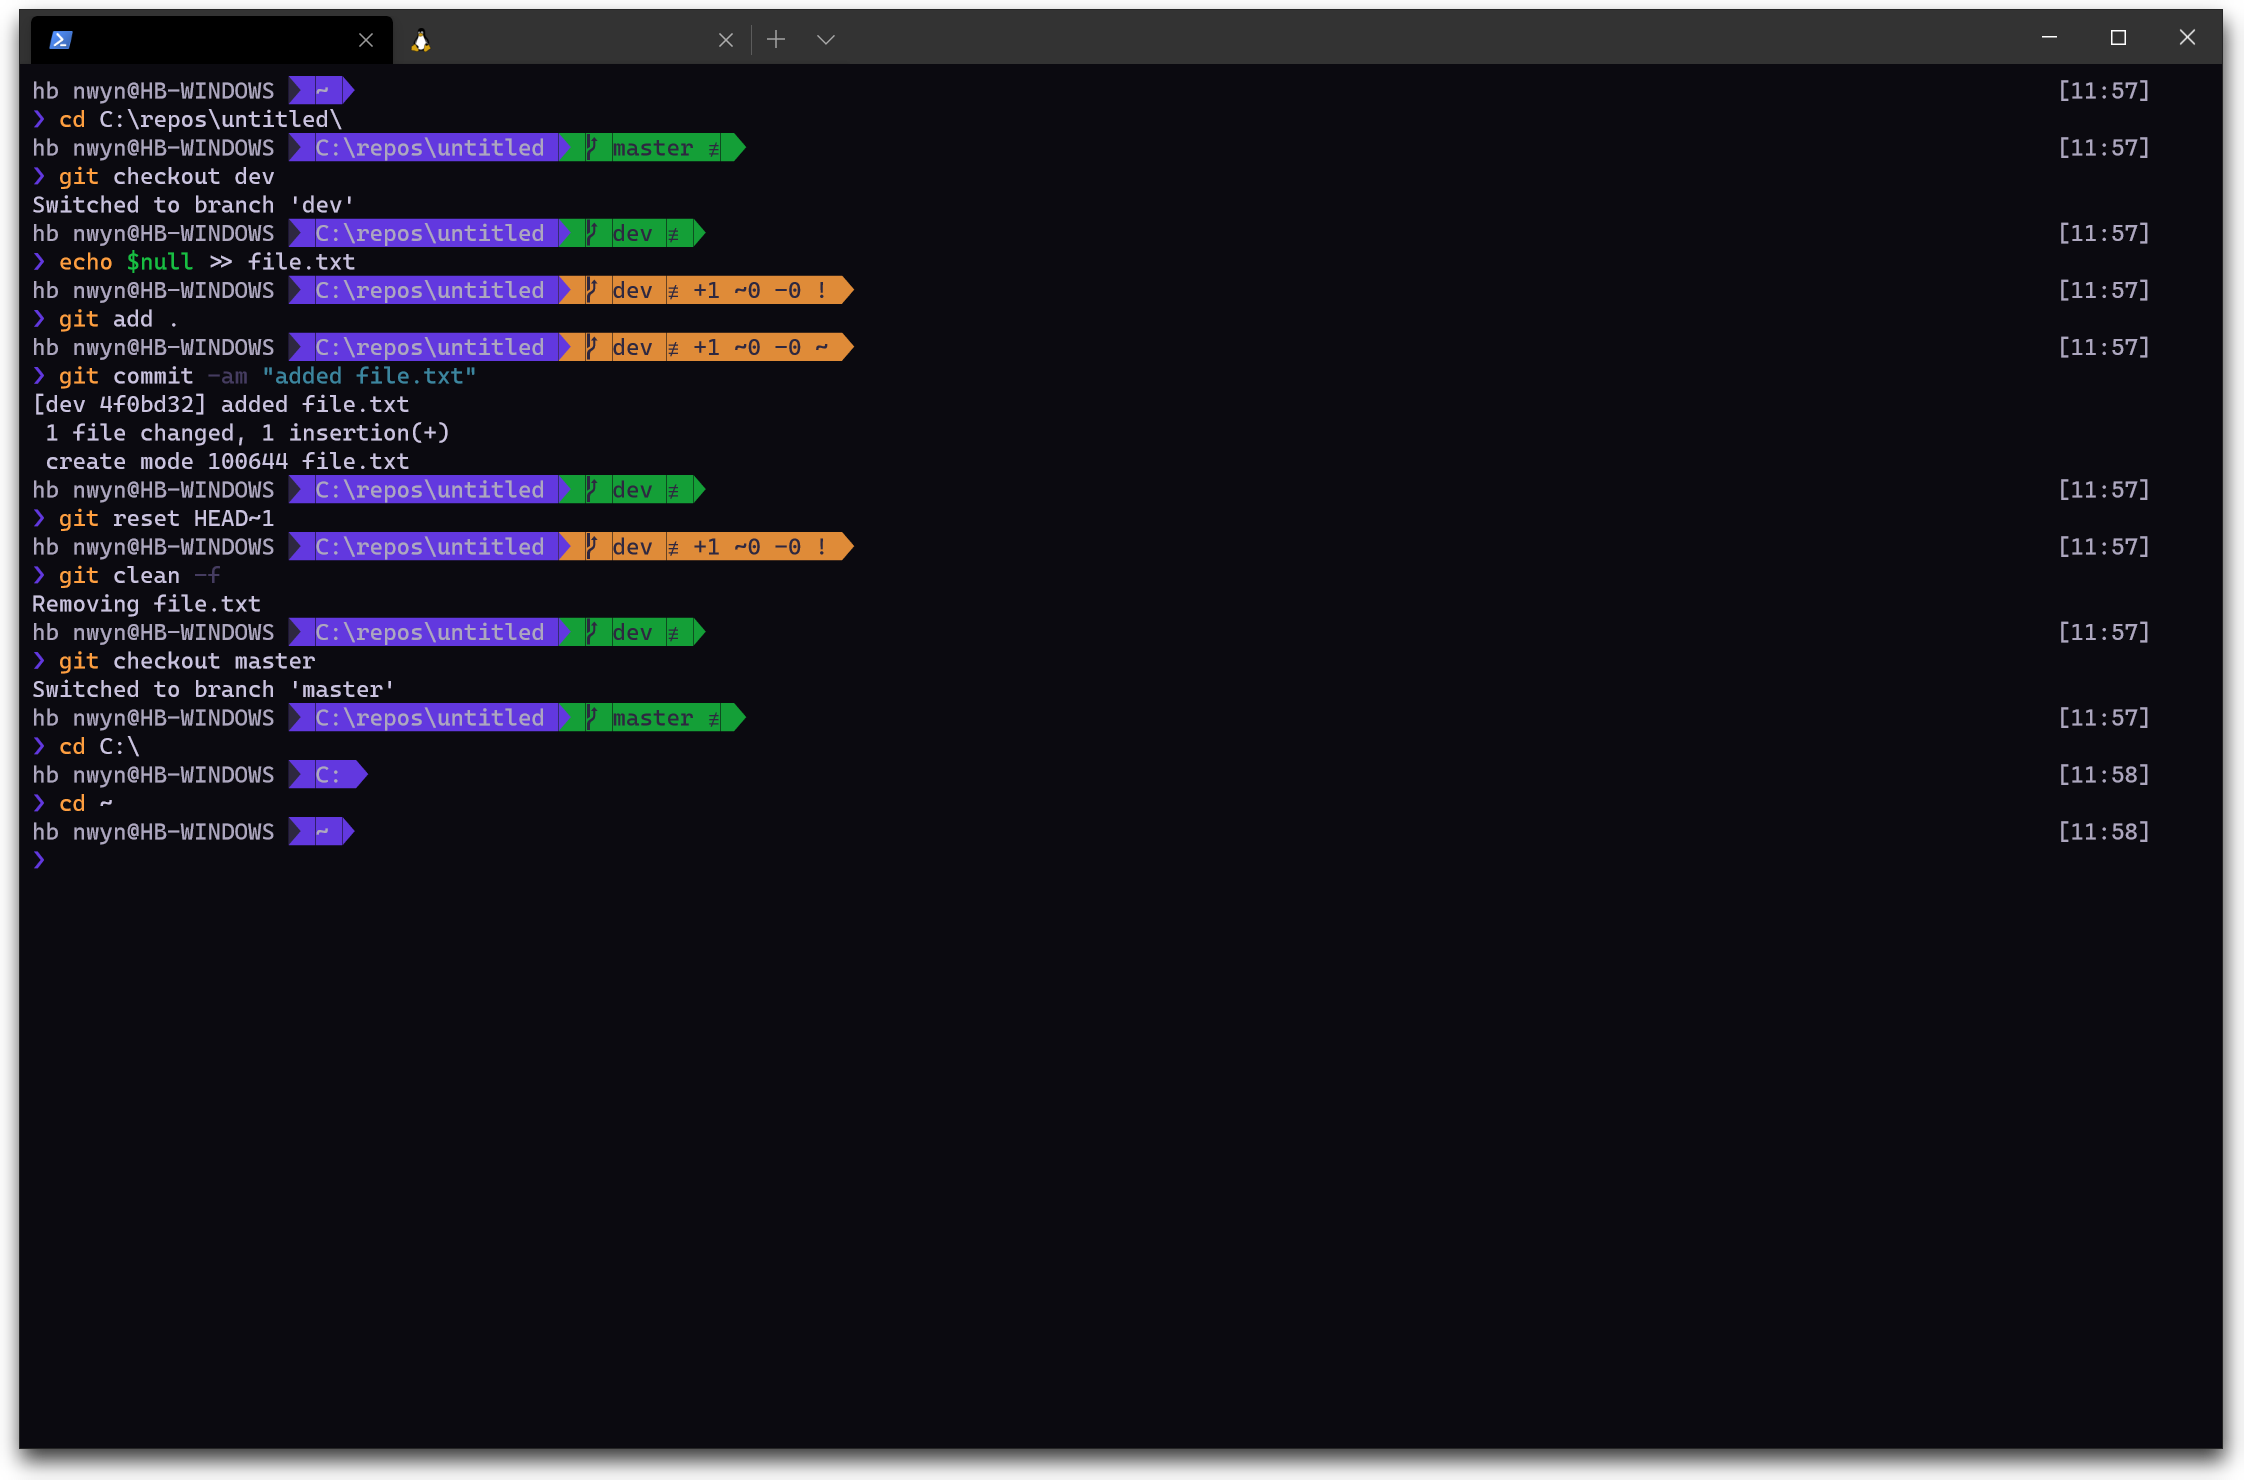 hb nwyn@HB-WINDOWS ~ [11:57]
❯ cd C:\repos\untitled\
hb nwyn@HB-WINDOWS C:\repos\untitled master ≢ [11:57]
❯ git checkout dev
Switched to branch 'dev'
hb nwyn@HB-WINDOWS C:\repos\untitled dev ≢ [11:57]
❯ echo $null >> file.txt
hb nwyn@HB-WINDOWS C:\repos\untitled dev ≢ +1 ~0 -0 ! [11:57]
❯ git add .
hb nwyn@HB-WINDOWS C:\repos\untitled dev ≢ +1 ~0 -0 ~ [11:57]
❯ git commit -am "added file.txt"
[dev 4f0bd32] added file.txt
 1 file changed, 1 insertion(+)
 create mode 100644 file.txt
hb nwyn@HB-WINDOWS C:\repos\untitled dev ≢ [11:57]
❯ git reset HEAD~1
hb nwyn@HB-WINDOWS C:\repos\untitled dev ≢ +1 ~0 -0 ! [11:57]
❯ git clean -f
Removing file.txt
hb nwyn@HB-WINDOWS C:\repos\untitled dev ≢ [11:57]
❯ git checkout master
Switched to branch 'master'
hb nwyn@HB-WINDOWS C:\repos\untitled master ≢ [11:57]
❯ cd C:\
hb nwyn@HB-WINDOWS C: [11:58]
❯ cd ~
hb nwyn@HB-WINDOWS ~ [11:58]
❯